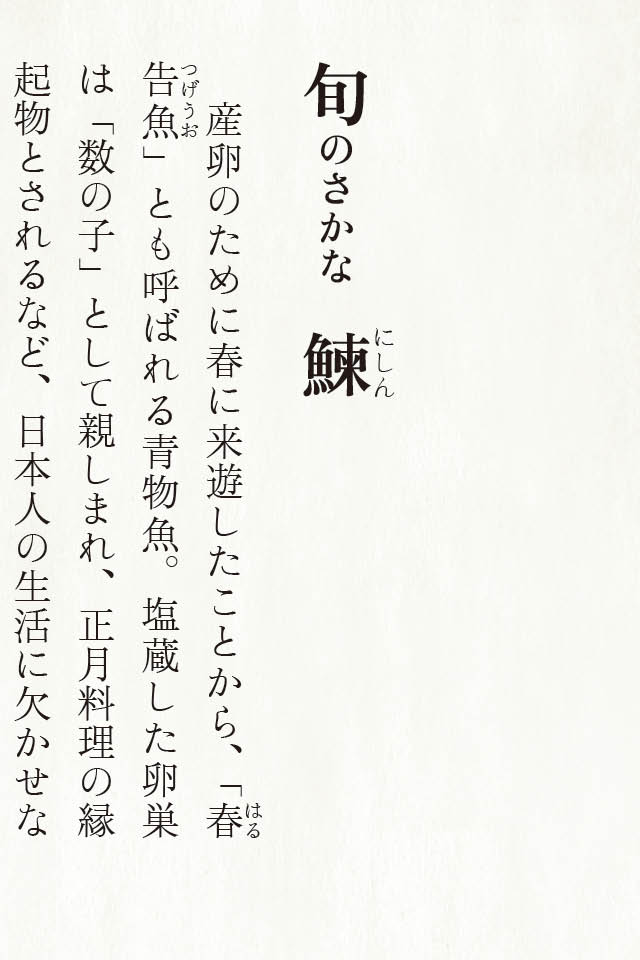 旬のさかな 鰊
にしん
産卵のために春に来遊したことから、「春
はる
告魚」とも呼ばれる青物魚。塩蔵した卵巣
つげうお
は「数の子」として親しまれ、正月料理の縁
起物とされるなど、日本人の生活に欠かせな